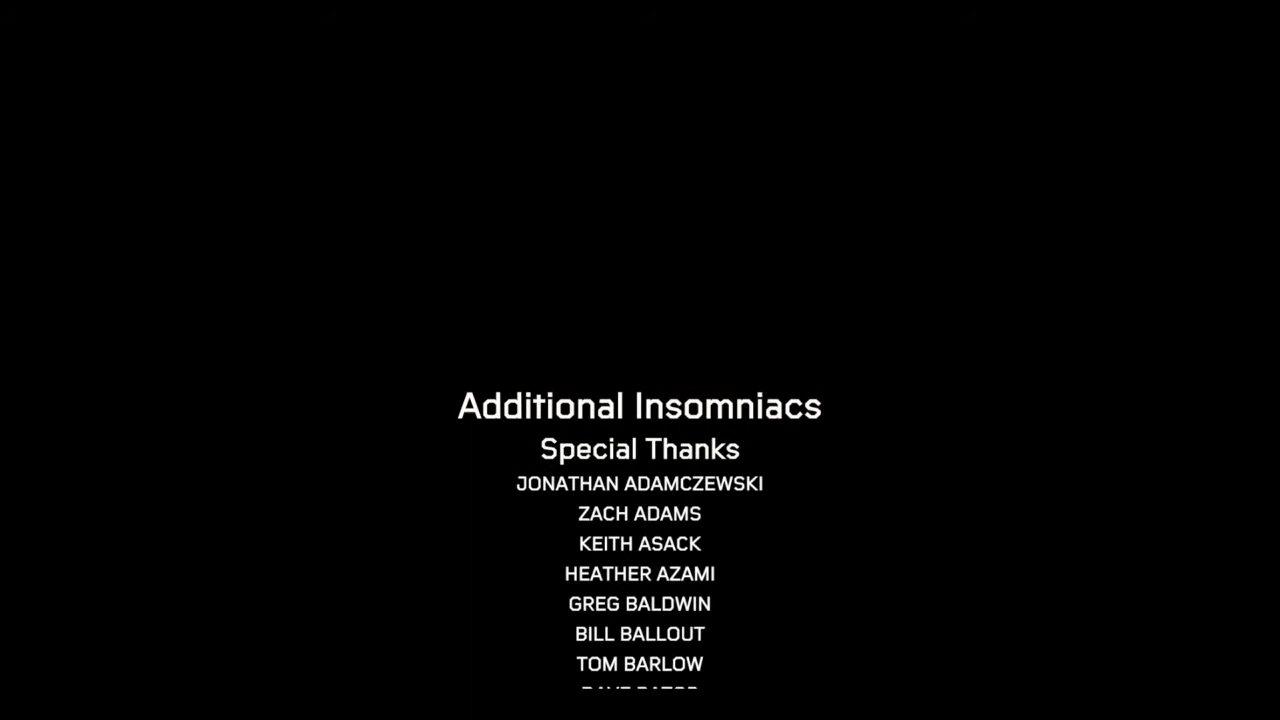 Additional Insomniacs
Special Thanks
JONATHAN ADAMCZEWSKI
ZACH ADAMS
KEITH ASACK
HEATHER AZAMI
GREG BALDWIN
BILL BALLOUT
TOM BARLOW